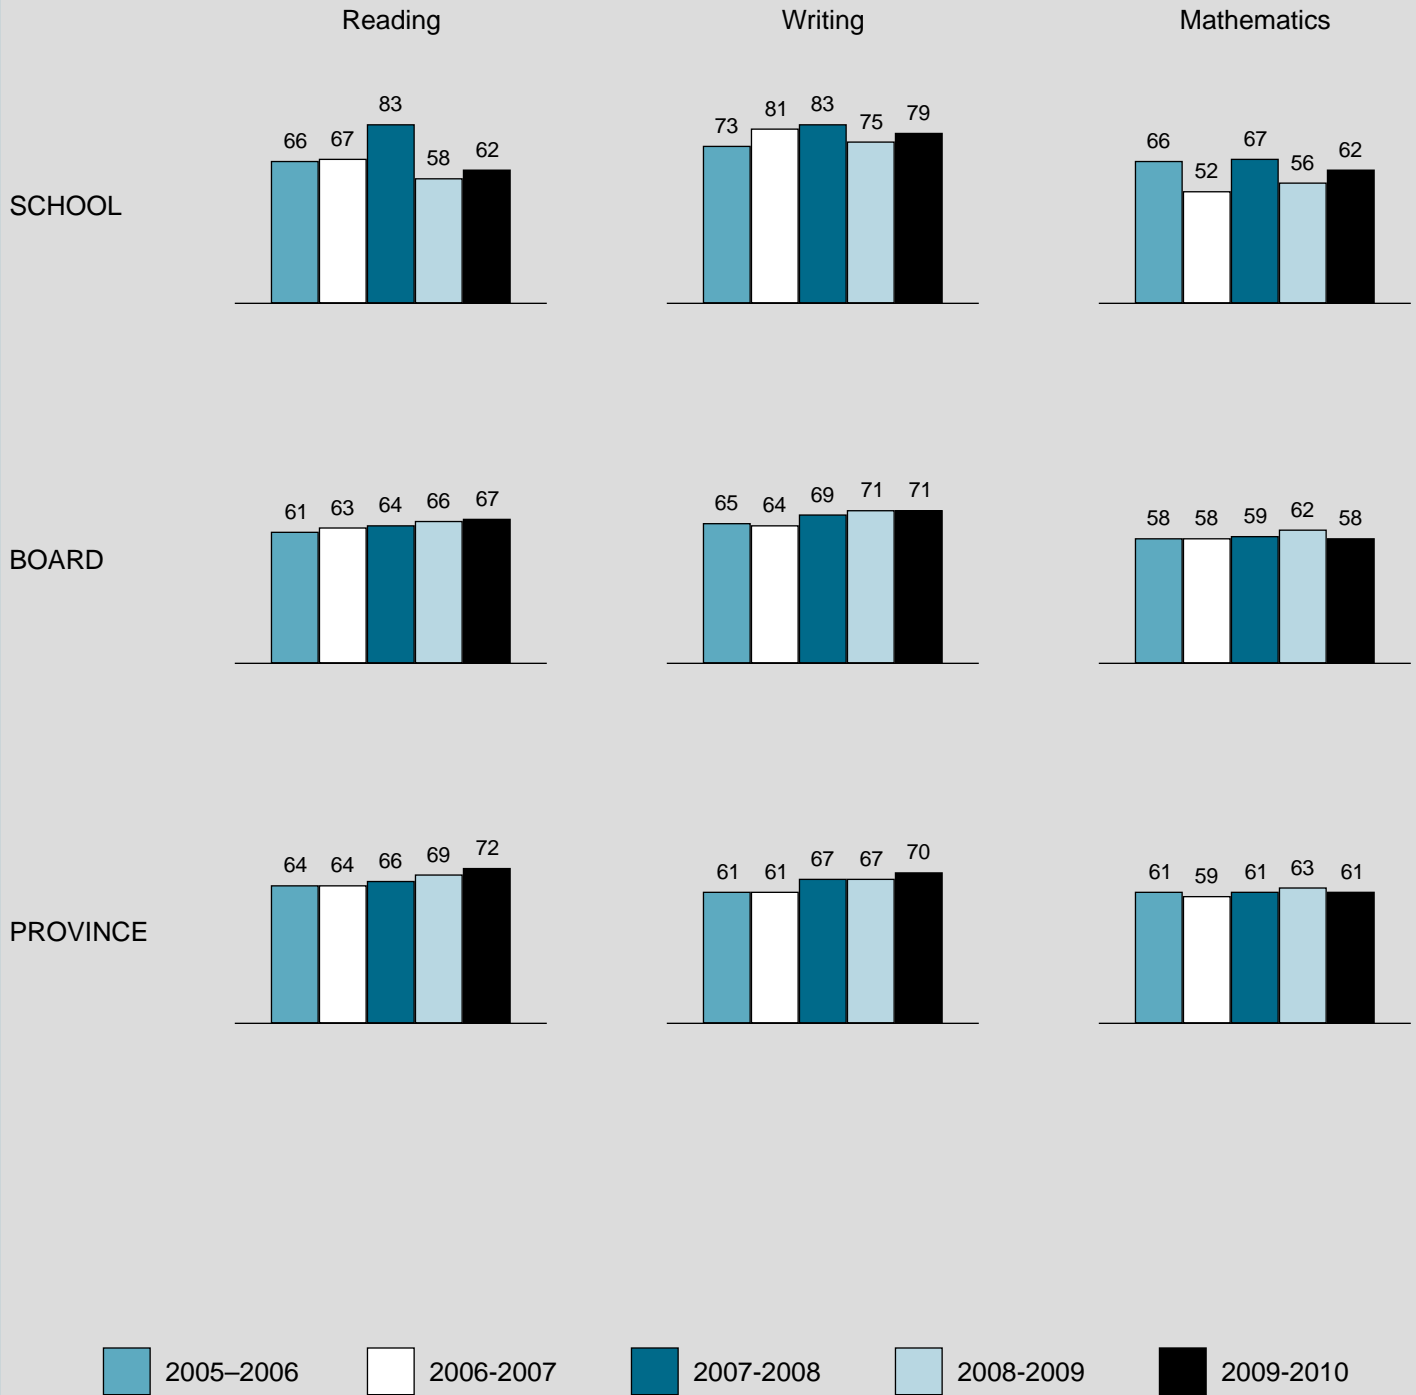 Reading Writing Mathematics
83
66 67 58 62
73 81 83 75 79
66 52 67 56 62
SCHOOL
61 63 64 66 67
65 64 69 71 71
58 58 59 62 58
BOARD
64 64 66 69 72
61 61 67 67 70
61 59 61 63 61
PROVINCE
2005–2006 2006-2007 2007-2008 2008-2009 2009-2010